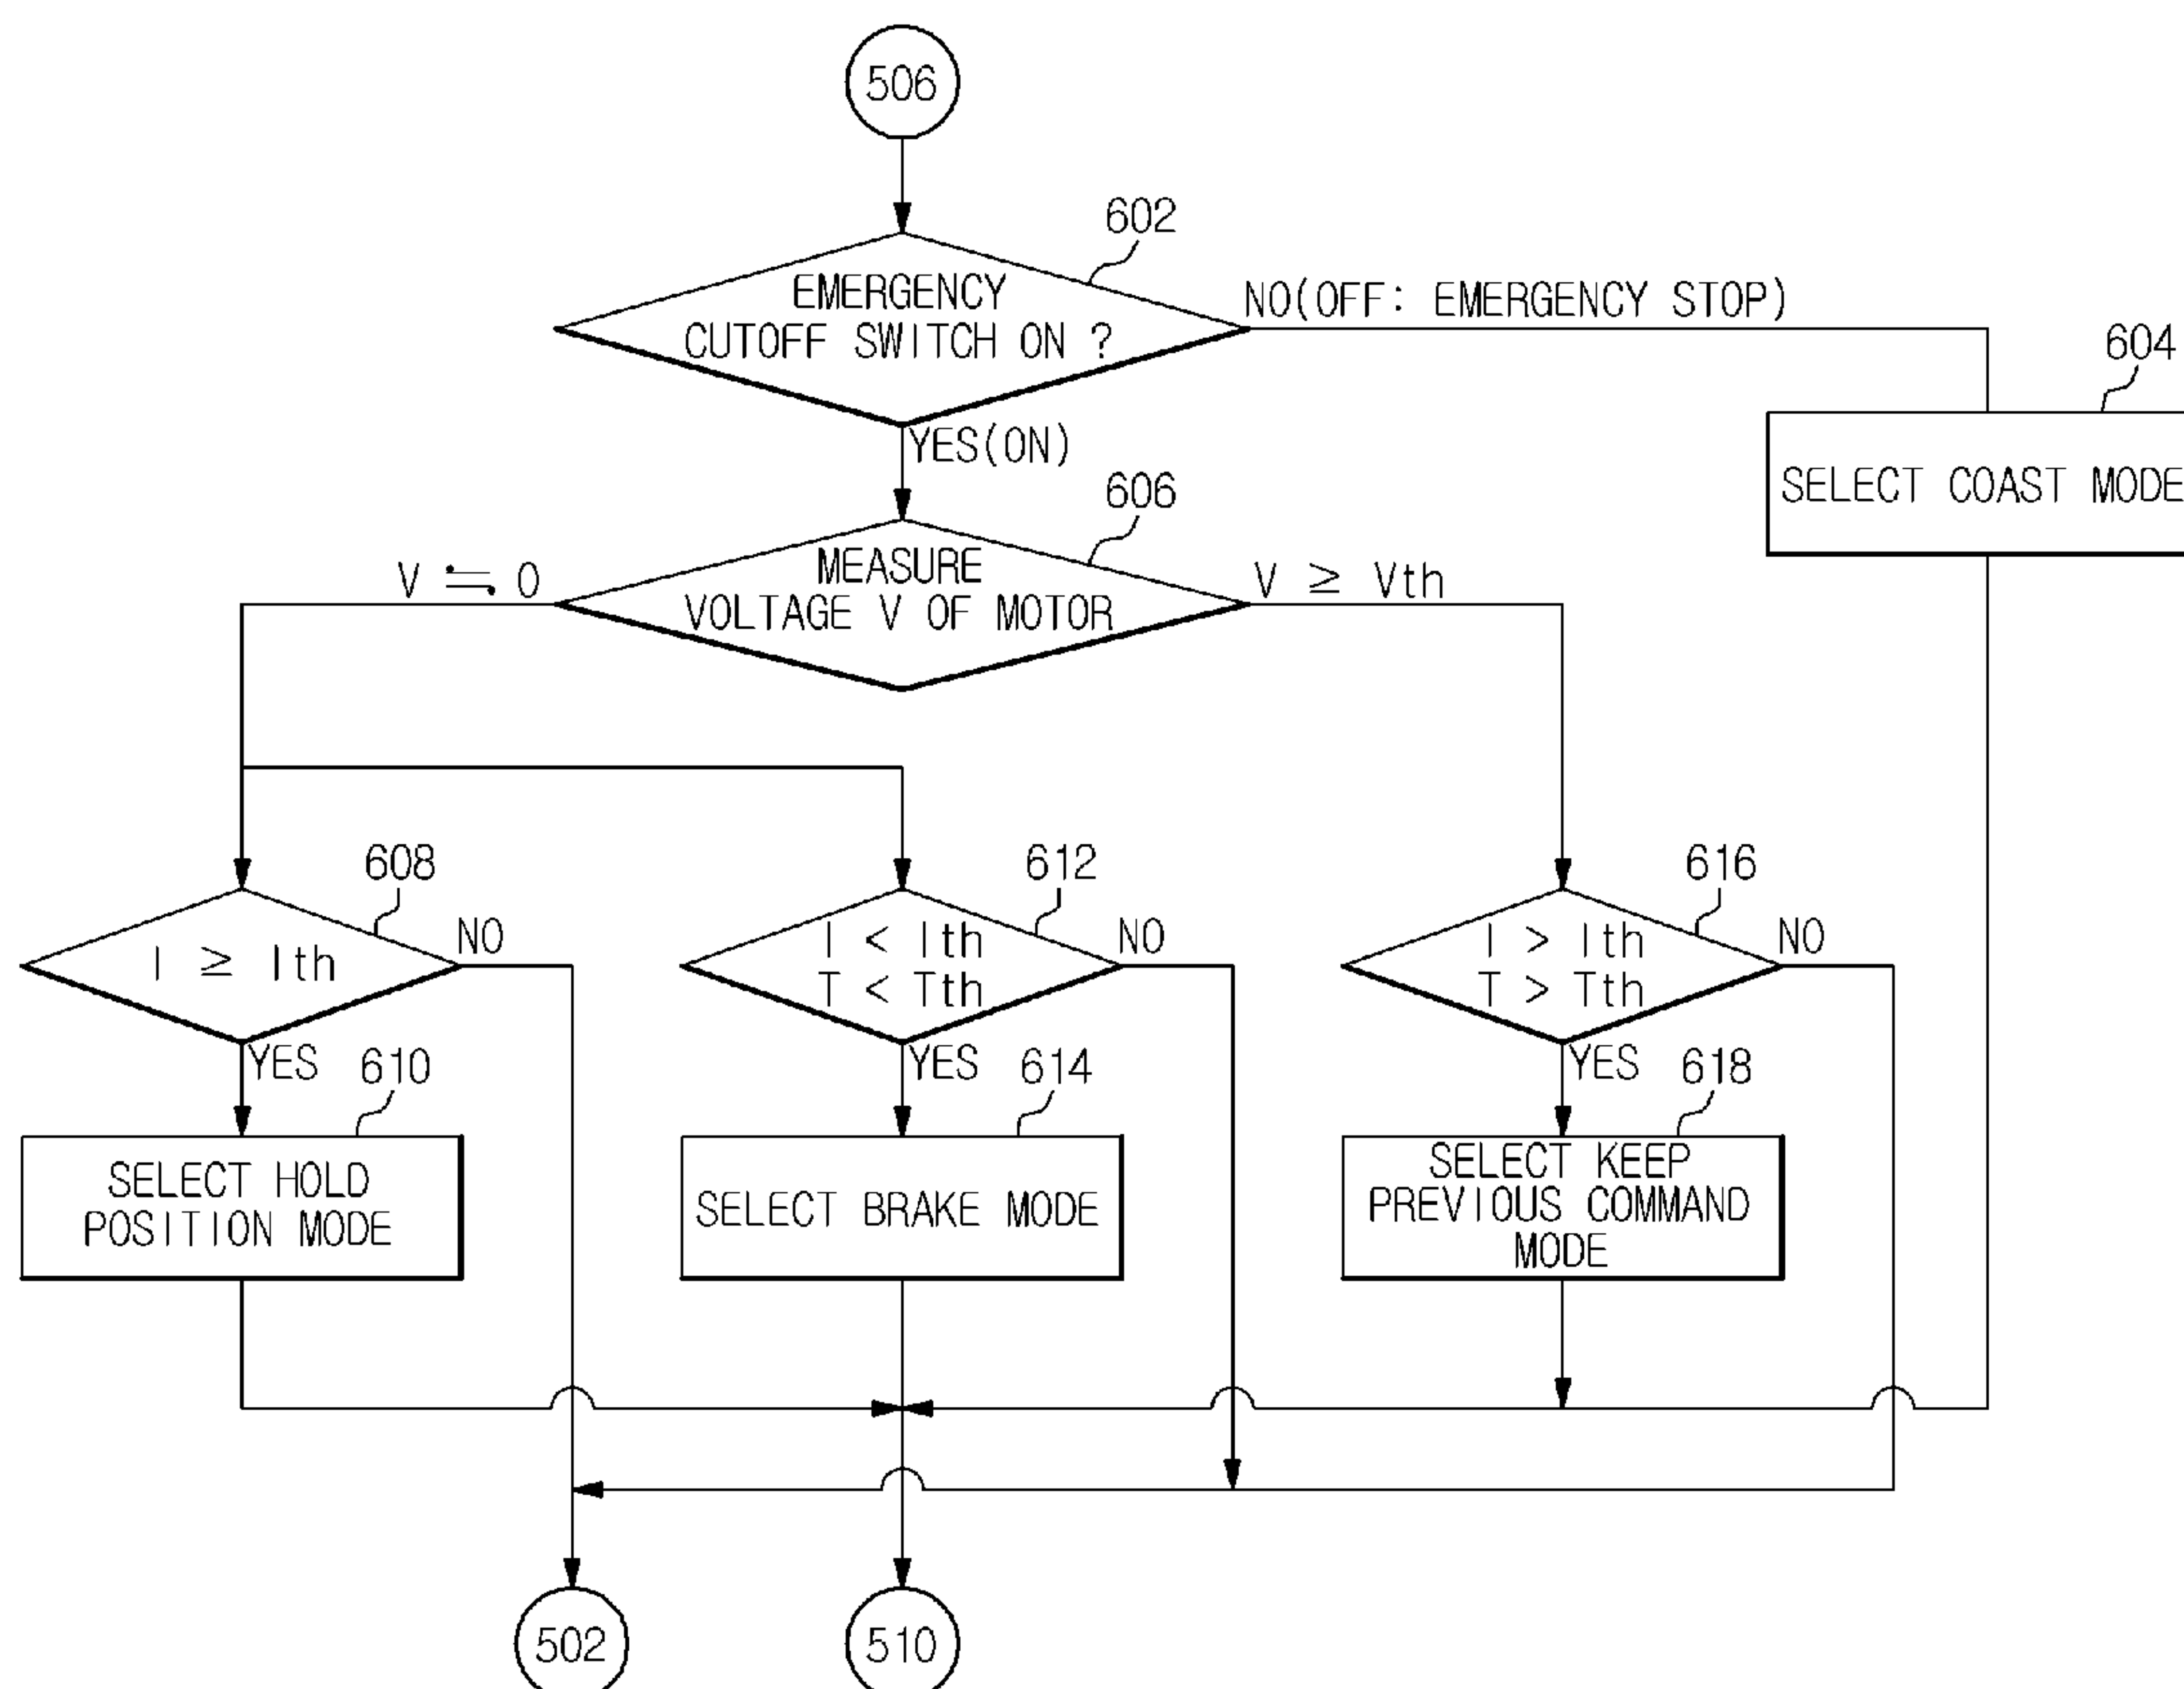 506
602
EMERGENCY
CUTOFF SWITCH ON ?
NO(OFF: EMERGENCY STOP)
604
SELECT COAST MODE
YES(ON)
606
MEASURE
VOLTAGE V OF MOTOR
V ≒ 0
V ≥ Vth
608
I ≥ Ith
NO
612
I < Ith
T < Tth
NO
616
I > Ith
T > Tth
NO
YES
610
SELECT HOLD
POSITION MODE
YES
614
SELECT BRAKE MODE
YES
618
SELECT KEEP
PREVIOUS COMMAND
MODE
502
510